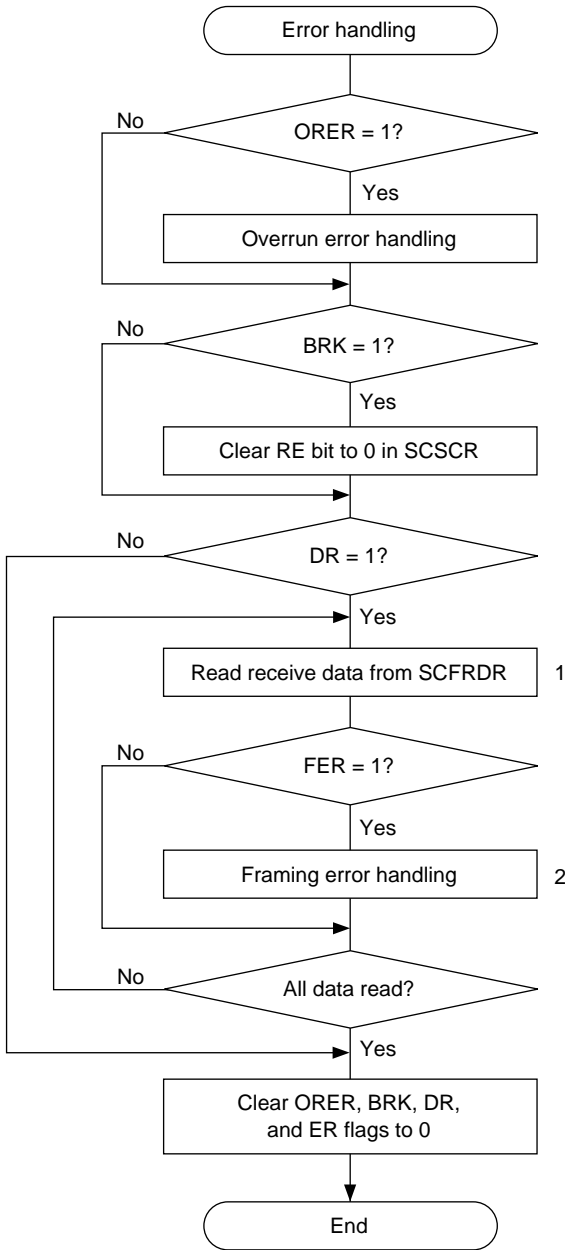 Error handling
No
ORER = 1?
Yes
Overrun error handling
No
BRK = 1?
Yes
Clear RE bit to 0 in SCSCR
No
DR = 1?
Yes
Read receive data from SCFRDR 1
No
FER = 1?
Yes
Framing error handling 2
No
All data read?
Yes
Clear ORER, BRK, DR,
and ER flags to 0
End